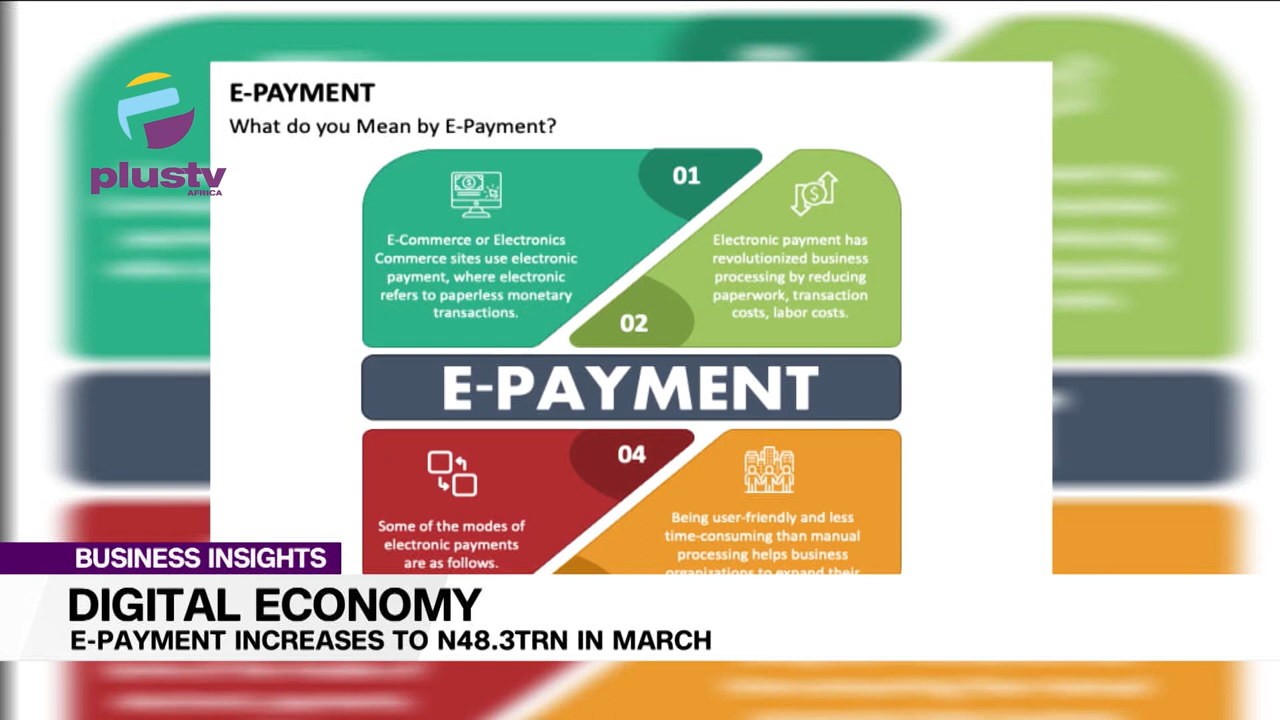 plustv
AFRICA
E-PAYMENT
What do you Mean by E-Payment?
01
E-Commerce or Electronics
Commerce sites use electronic
payment, where electronic
refers to paperless monetary
transactions.
Electronic payment has
revolutionized business
processing by reducing
paperwork, transaction
costs, labor costs.
02
E-PAYMENT
04
Some of the modes of
electronic payments
are as follows.
Being user-friendly and less
time-consuming than manual
processing helps business
organizations to expand their
BUSINESS INSIGHTS
DIGITAL ECONOMY
E-PAYMENT INCREASES TO N48.3TRN IN MARCH